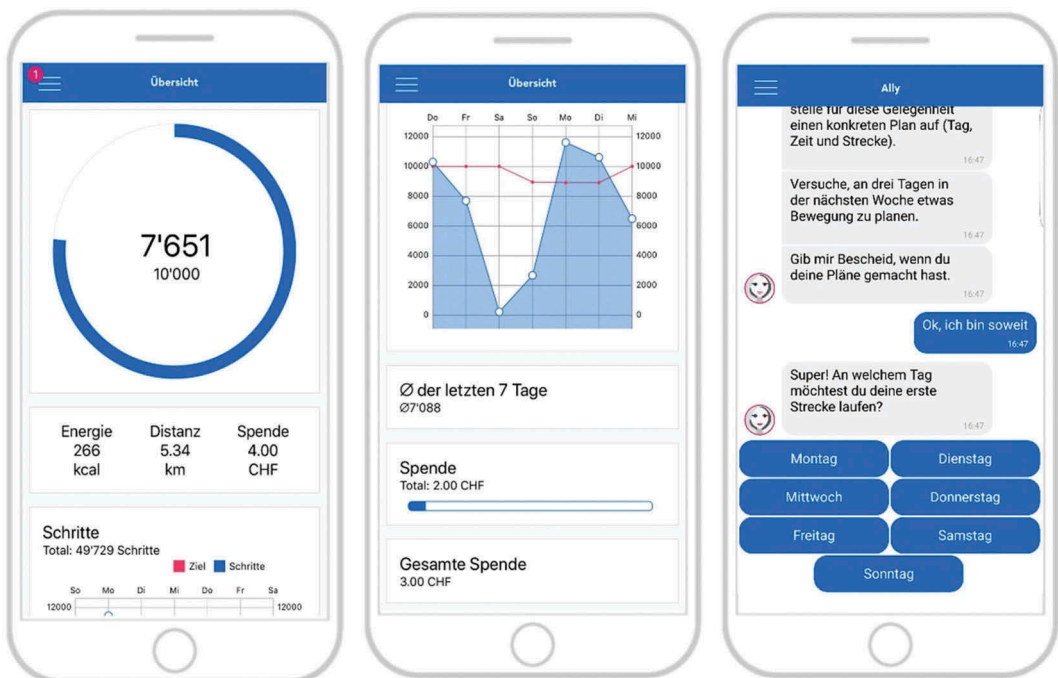 1
Übersicht
7'651
10'000
Energie Distanz Spende
266 5.34 4.00
kcal km CHF
Schritte
Total: 49'729 Schritte
Ziel Schritte
So Mo Di Mi Do Fr Sa
12000 12000
Übersicht
Do Fr Sa So Mo Di Mi
12000 12000
10000 10000
8000 8000
6000 6000
4000 4000
2000 2000
0 0
Ø der letzten 7 Tage
Ø7'088
Spende
Total: 2.00 CHF
Gesamte Spende
3.00 CHF
Ally
stelle für diese Gelegenheit
einen konkreten Plan auf (Tag,
Zeit und Strecke).
16:47
Versuche, an drei Tagen in
der nächsten Woche etwas
Bewegung zu planen.
16:47
Gib mir Bescheid, wenn du
deine Pläne gemacht hast.
16:47
Ok, ich bin soweit
16:47
Super! An welchem Tag
möchtest du deine erste
Strecke laufen?
16:47
Montag Dienstag
Mittwoch Donnerstag
Freitag Samstag
Sonntag